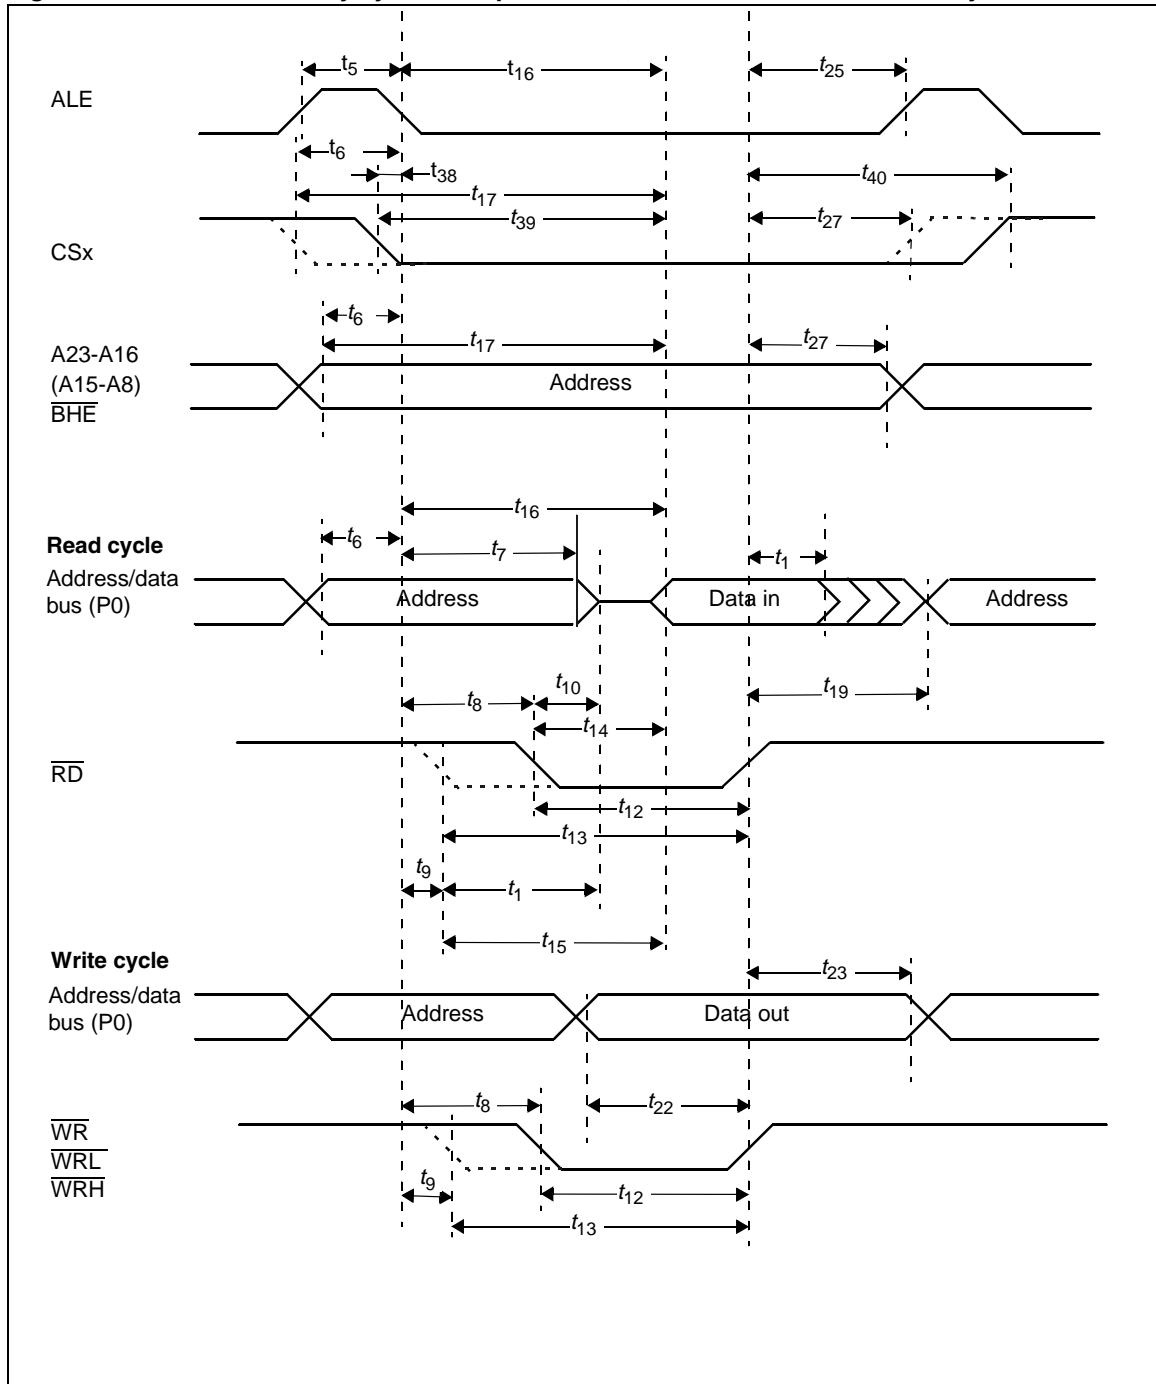 t5 t16 t25
ALE
t6
t38
t40
t17
t39 t27
CSx
t6
t17 t27
A23-A16
(A15-A8) Address
BHE
t16
Read cycle
t6 t7 t1
Address/data
bus (P0)
Address Data in Address
t8 t10 t19
t14
RD
t12
t13
t9 t1
t15
Write cycle
t23
Address/data
bus (P0)
Address Data out
t8 t22
WR
WRL
WRH
t9 t12
t13